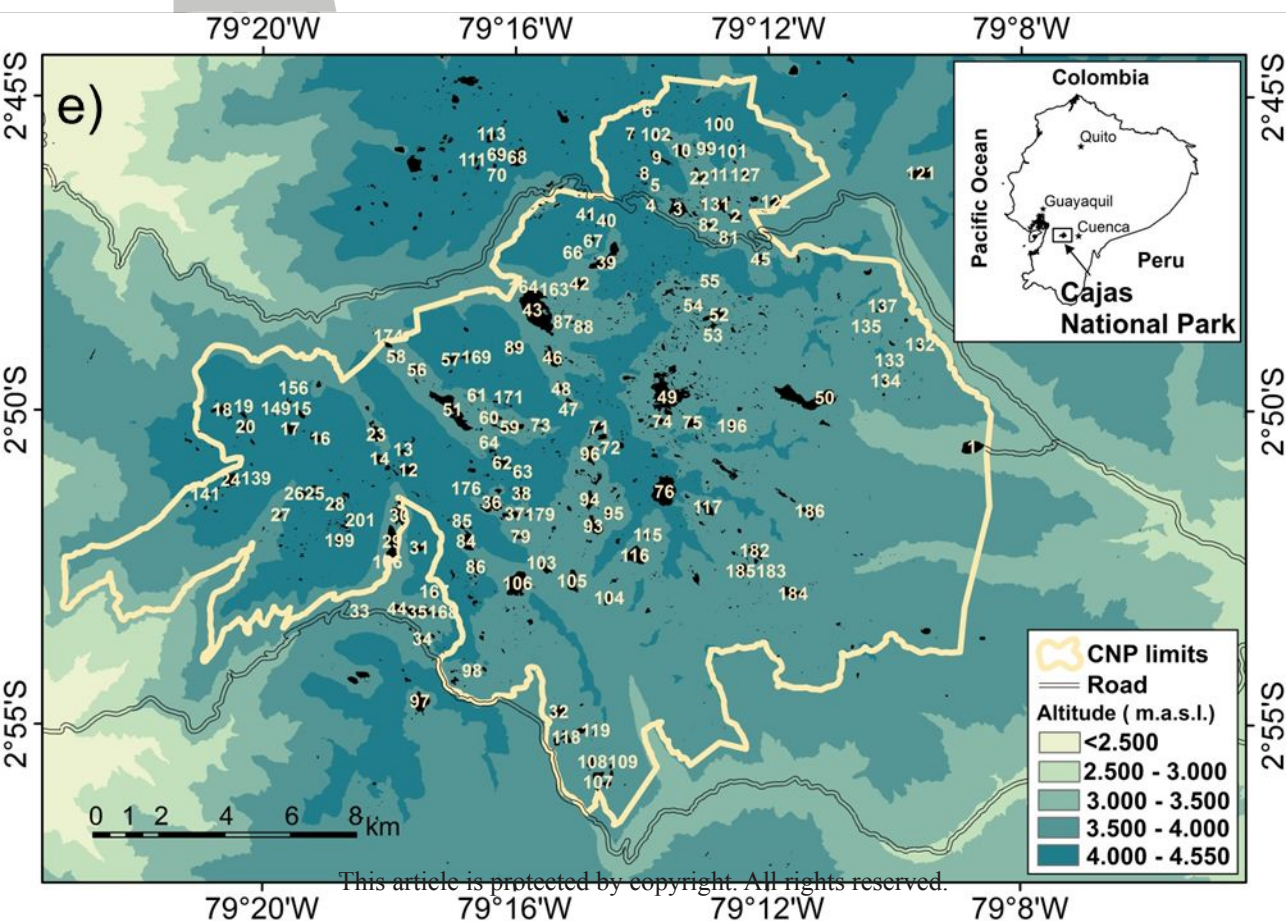 79°20'W 79°16'W 79°12'W 79°8'W
2°45'S 2°45'S
e)
Colombia
Quito
Pacific Ocean
Guayaquil
Cuenca
Peru
Cajas
National Park
6
7 102 100
113
10 99 101
9
111 69 68
70
8 22 11 127
5
121
4 3 131
2
82
81
41 40
67
66 39
45
64 163 42
55
43
54 52
87 88
53
137
135
132
174
58
57 169 89
46
133
56
134
156
61 171
48
47
49
50
2°50'S 2°50'S
18 19 149 15
51
60
59 73
74 75 196
20 17 16
23
64
71
72
96
1
14 13
12
62 63
24 139
141
176 38
36
76
94
26 25
28
27
30
37 179
95
93
117
186
201
199
85
84 79
29
31
115
116
86
103
182
185 183
106
105
104
184
33 44 35 168
34
98
97
32
118 119
108 109
107
2°55'S 2°55'S
CNP limits
Road
Altitude ( m.a.s.l.)
<2.500
2.500 - 3.000
3.000 - 3.500
3.500 - 4.000
4.000 - 4.550
0 1 2 4 6 8 km
This article is protected by copyright. All rights reserved.
79°20'W 79°16'W 79°12'W 79°8'W